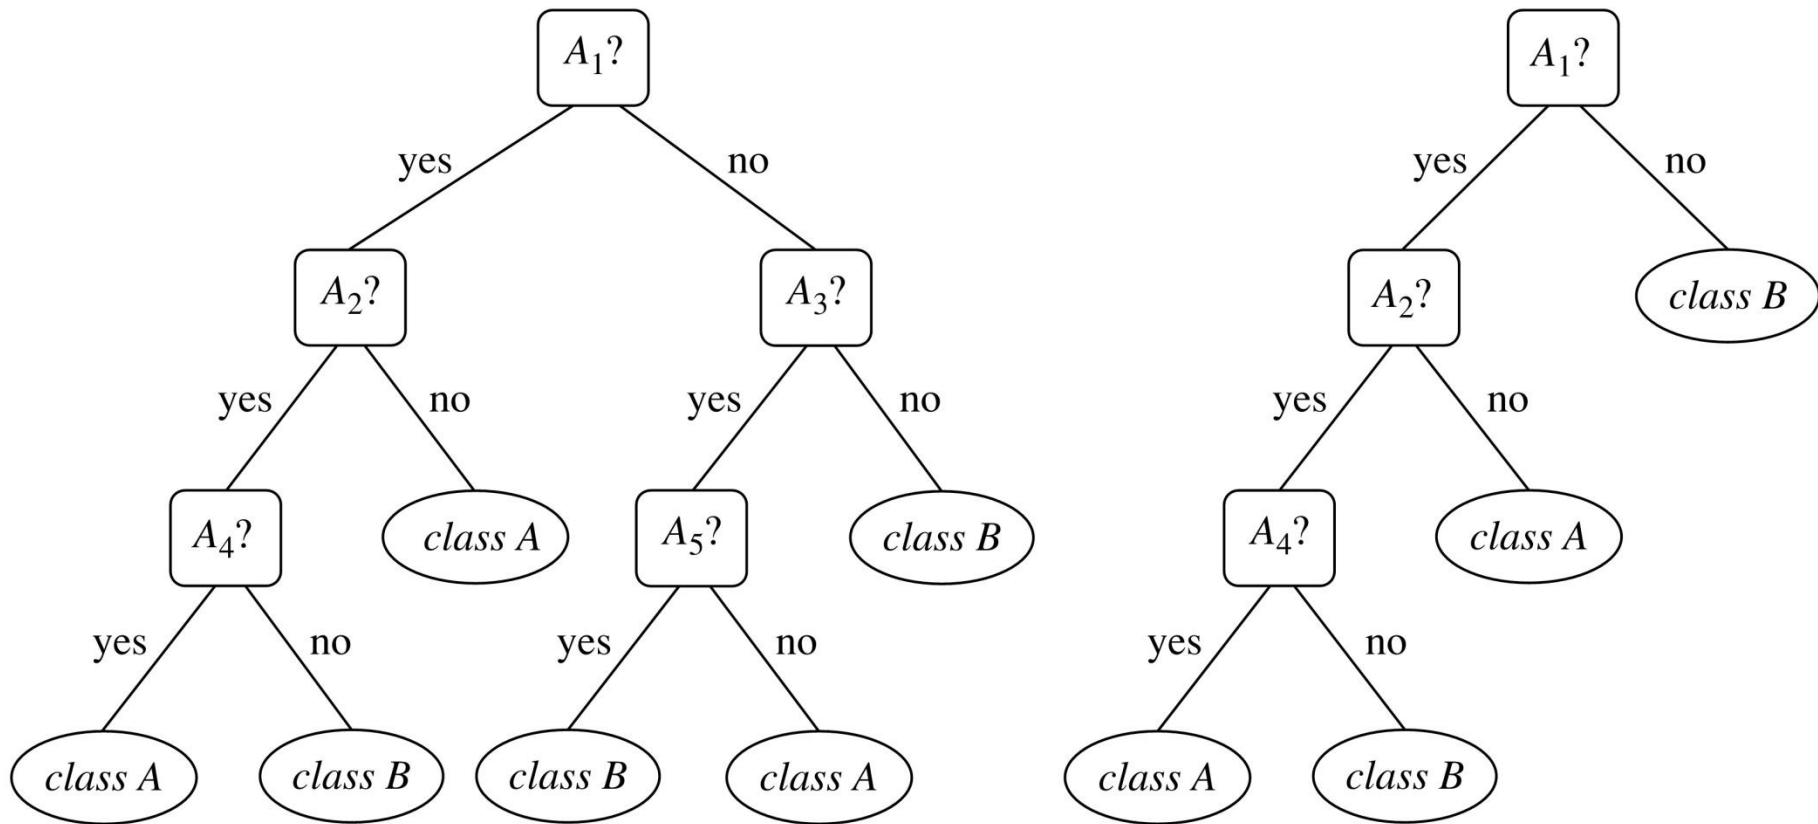 A₁?
A₁?
yes
no
yes
no
A₂?
A₃?
A₂?
class B
yes
no
yes
no
yes
no
A₄?
class A
A₅?
class B
A₄?
class A
yes
no
yes
no
yes
no
class A
class B
class B
class A
class A
class B